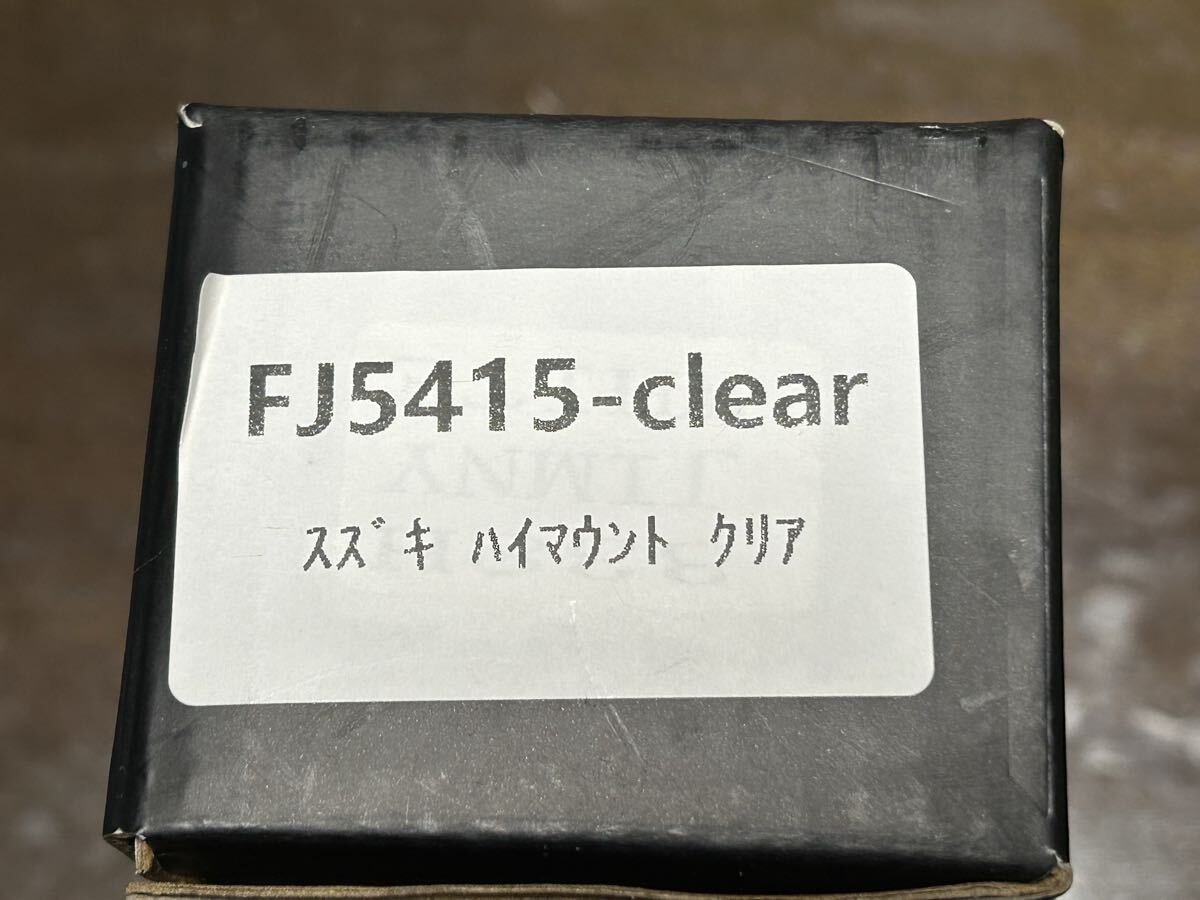 FJ5415-clear
ｽｽﾞｷ ﾊｲﾏｳﾝﾄ ｸﾘｱ